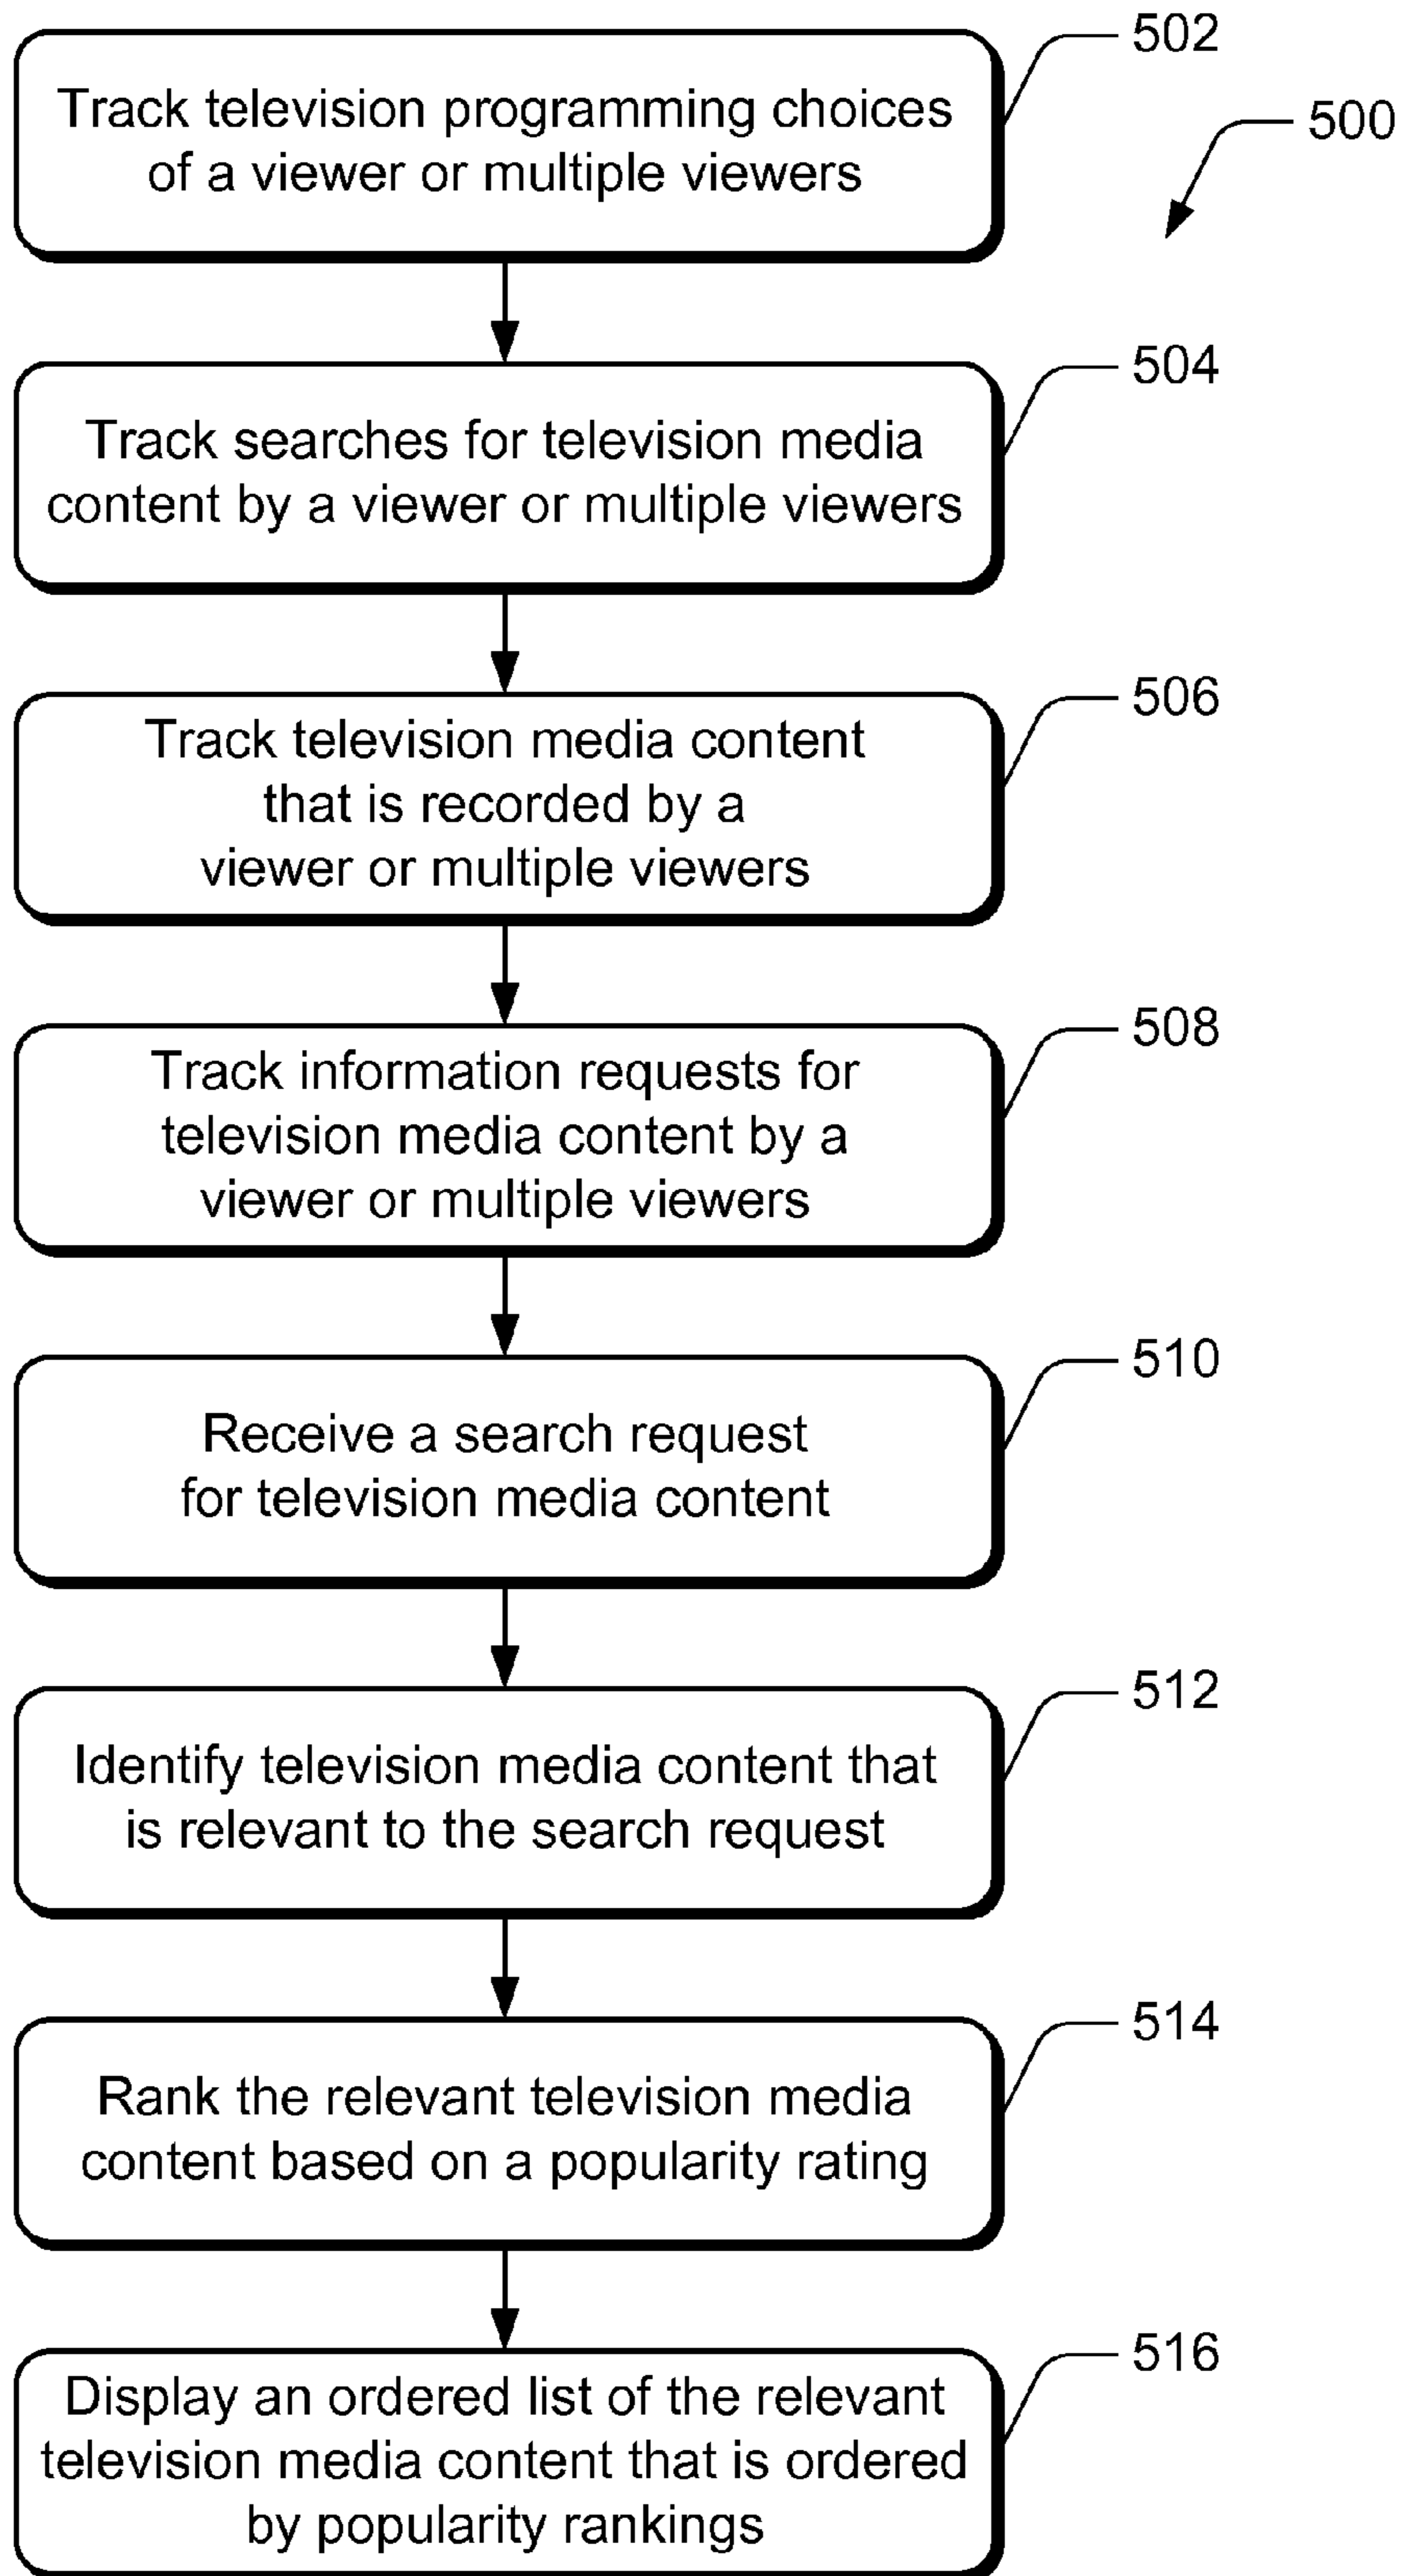 502
500
Track television programming choices
of a viewer or multiple viewers
504
Track searches for television media
content by a viewer or multiple viewers
506
Track television media content
that is recorded by a
viewer or multiple viewers
508
Track information requests for
television media content by a
viewer or multiple viewers
510
Receive a search request
for television media content
512
Identify television media content that
is relevant to the search request
514
Rank the relevant television media
content based on a popularity rating
516
Display an ordered list of the relevant
television media content that is ordered
by popularity rankings